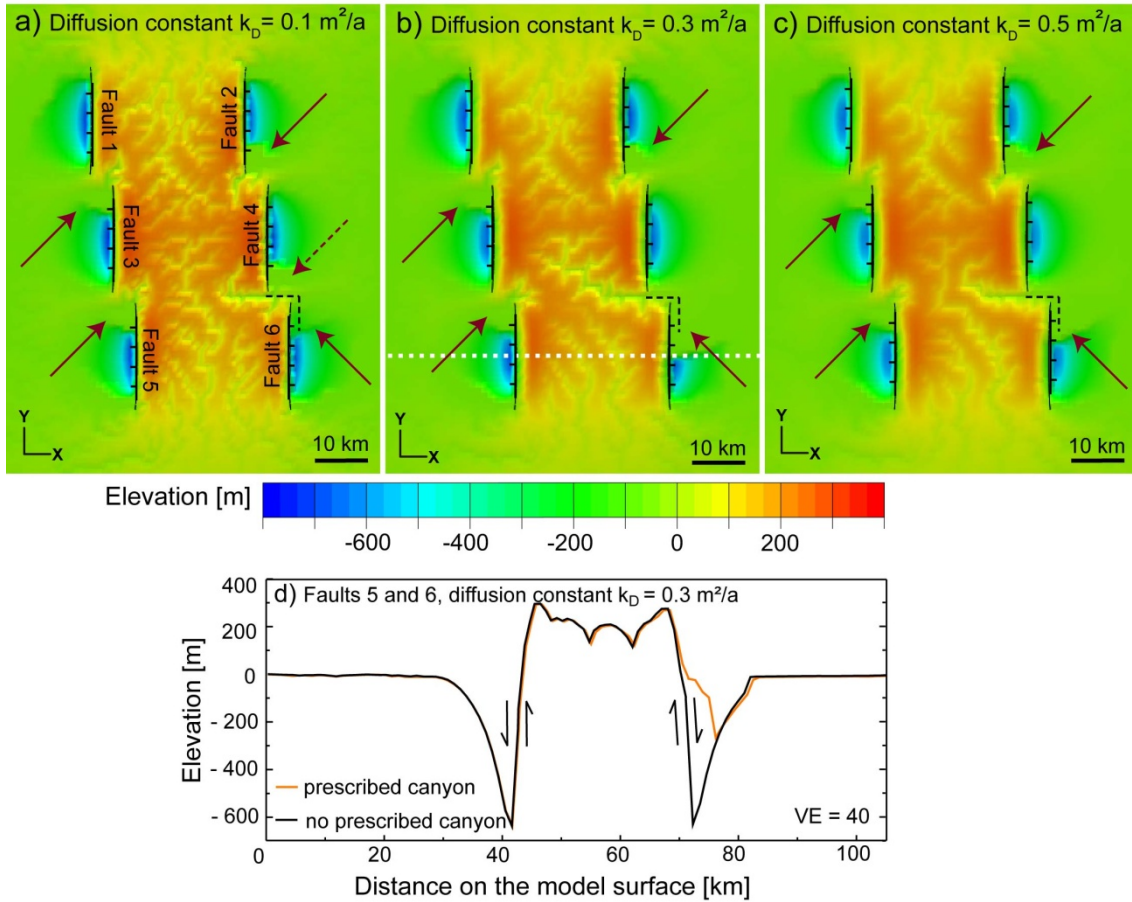 a) Diffusion constant k_D = 0.1 m²/a
b) Diffusion constant k_D = 0.3 m²/a
c) Diffusion constant k_D = 0.5 m²/a
Fault 1
Fault 2
Fault 3
Fault 4
Fault 5
Fault 6
Y
X
10 km
Y
X
10 km
Y
X
10 km
Elevation [m]
-600
-400
-200
0
200
d) Faults 5 and 6, diffusion constant k_D = 0.3 m²/a
Elevation [m]
400
200
0
- 200
- 400
- 600
prescribed canyon
no prescribed canyon
VE = 40
0
20
40
60
80
100
Distance on the model surface [km]